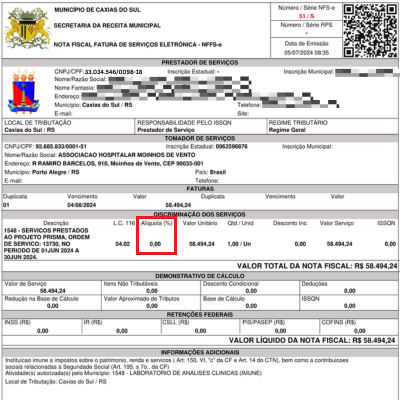 MUNICÍPIO DE CAXIAS DO SUL
SECRETARIA DA RECEITA MUNICIPAL
NOTA FISCAL FATURA DE SERVIÇOS ELETRÔNICA - NFFS-e
Número / Série NFS-e
51 / S
Número / Série RPS
-
Data de Emissão
05/07/2024 08:35
PRESTADOR DE SERVIÇOS
CNPJ/CPF: 33.034.546/0098-18 Inscrição Estadual: - Inscrição Municipal:
Nome/Razão Social:
Nome Fantasia:
Endereço:
Município: Caxias do Sul / RS Telefone:
E-mail: Site:
LOCAL DE TRIBUTAÇÃO RESPONSABILIDADE PELO ISSQN REGIME TRIBUTÁRIO
Caxias do Sul / RS Prestador de Serviço Regime Geral
TOMADOR DE SERVIÇOS
CNPJ/CPF: 92.685.833/0001-51 Inscrição Estadual: 0962596876
Nome/Razão Social: ASSOCIACAO HOSPITALAR MOINHOS DE VENTO
Endereço: R RAMIRO BARCELOS, 910, Moinhos de Vento, CEP 90035-001
Município: Porto Alegre / RS País: Brasil
E-mail: Telefone:
FATURAS
Duplicata Vencimento Valor Duplicata Vencimento Valor
01 04/08/2024 58.494,24
DISCRIMINAÇÃO DOS SERVIÇOS
Descrição L.C. 116 Alíquota (%) Valor Unitário Qtd / Unid Desconto Inc. Valor Serviço ISSQN
1548 - SERVIÇOS PRESTADOS
AO PROJETO PRISMA, ORDEM
DE SERVICO: 13730, NO
PERIODO DE 01JUN 2024 A
30JUN 2024.
04.02 0,00 58.494,24 1,00 / Un 0,00 58.494,24 0,00
VALOR TOTAL DA NOTA FISCAL: R$ 58.494,24
DEMONSTRATIVO DE CÁLCULO
Valor de Serviço Itens Não Tributáveis Desconto Condicional Deduções
58.494,24 0,00 0,00 0,00
Redução na Base de Cálculo Valor Aproximado de Tributos Base de Cálculo ISSQN
0,00 0,00 0,00 0,00
RETENÇÕES FEDERAIS
INSS (R$) IR (R$) CSLL (R$) PIS/PASEP (R$) COFINS (R$)
0,00 0,00 0,00 0,00 0,00
VALOR LÍQUIDO DA NOTA FISCAL: R$ 58.494,24
INFORMAÇÕES ADICIONAIS
Instituicao imune a impostos sobre o patrimonio, renda e servicos ( Art. 150, VI, "c" da CF e Art. 14 do CTN), bem como a contribuicoes
sociais relacionadas a Seguridade Social (Art. 195, s 7o., da CF)
Atividade(s) autorizada(s) pelo Município: 1548 - LABORATORIO DE ANALISES CLINICAS (IMUNE)
Local de Tributação: Caxias do Sul / RS